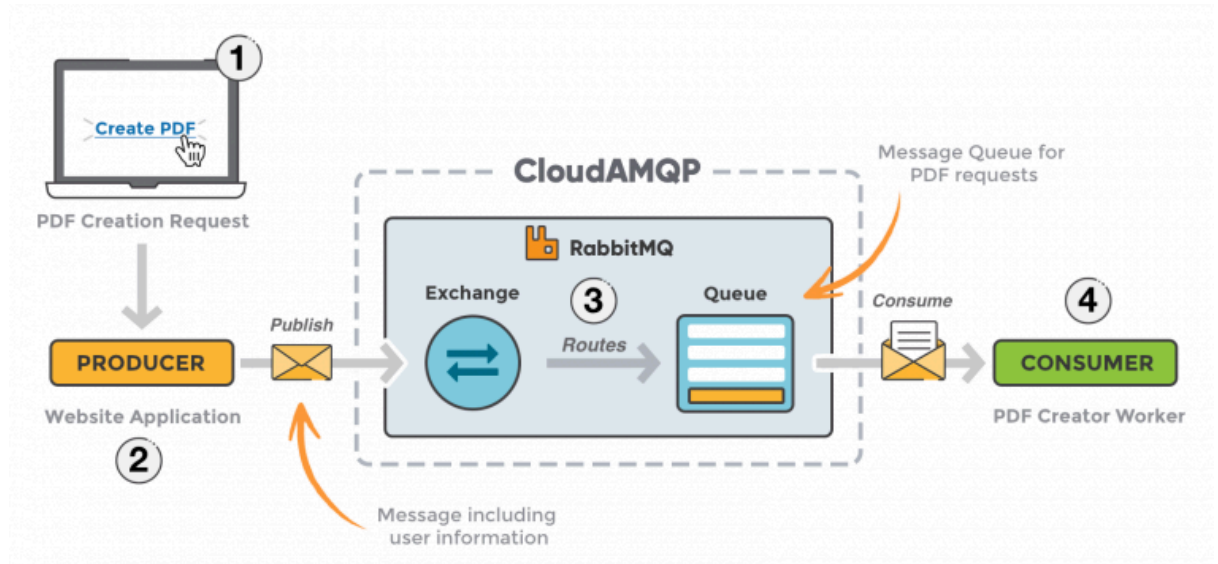 1
Create PDF
PDF Creation Request
CloudAMQP
Message Queue for
PDF requests
RabbitMQ
Exchange
3
Queue
Consume
4
Publish
Routes
PRODUCER
CONSUMER
Website Application
PDF Creator Worker
2
Message including
user information